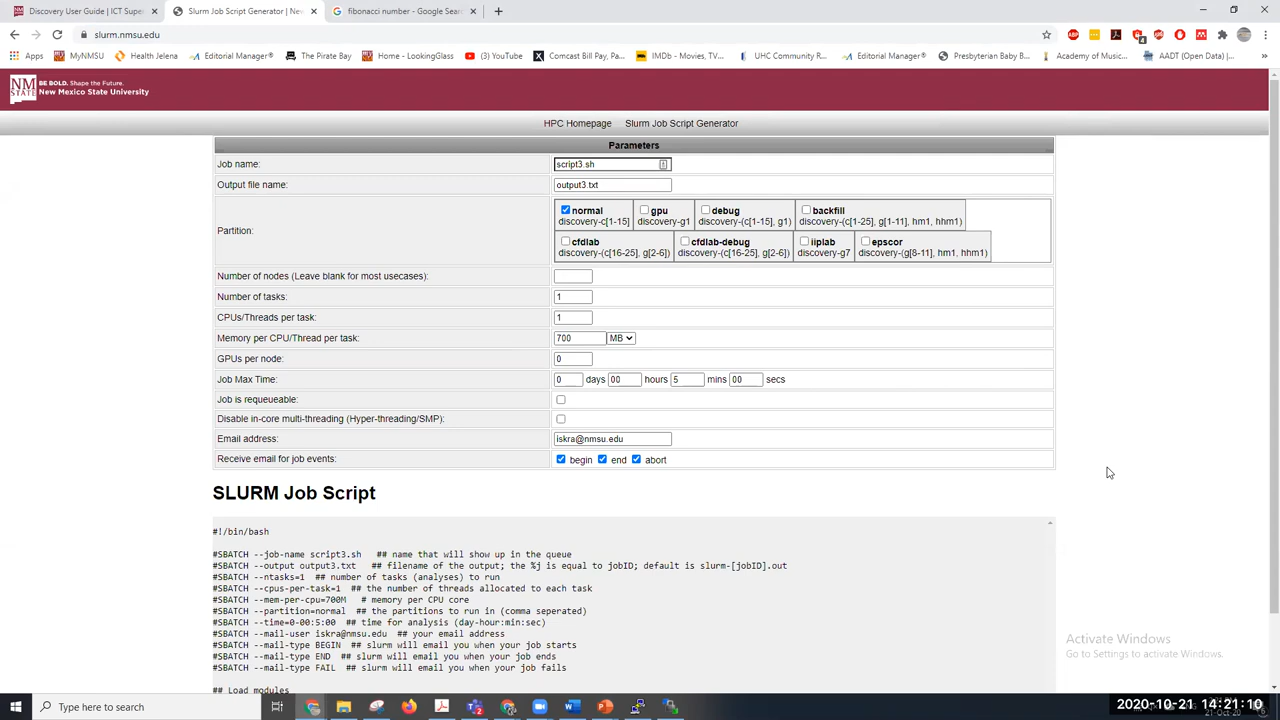 Discovery User Guide | ICT Supe
Slurm Job Script Generator | Nev
fibonacci number - Google Searc
slurm.nmsu.edu
Apps
MyNMSU
Health Jelena
Editorial Manager®
The Pirate Bay
Home - LookingGlass
(3) YouTube
Comcast Bill Pay, Pa...
IMDb - Movies, TV...
UHC Community R...
Presbyterian Baby B...
Academy of Music...
AADT (Open Data) |...
NM
STATE
BE BOLD. Shape the Future.
New Mexico State University
HPC Homepage
Slurm Job Script Generator
Parameters
Job name:
script3.sh
Output file name:
output3.txt
Partition:
normal
discovery-c[1-15]
gpu
discovery-g1
debug
discovery-(c[1-15], g1)
backfill
discovery-(c[1-25], g[1-11], hm1, hhm1)
cfdlab
discovery-(c[16-25], g[2-6])
cfdlab-debug
discovery-(c[16-25], g[2-6])
iiplab
discovery-g7
epscor
discovery-(g[8-11], hm1, hhm1)
Number of nodes (Leave blank for most usecases):
Number of tasks:
1
CPUs/Threads per task:
1
Memory per CPU/Thread per task:
700
MB
GPUs per node:
0
Job Max Time:
0 days 00 hours 5 mins 00 secs
Job is requeueable:
Disable in-core multi-threading (Hyper-threading/SMP):
Email address:
iskra@nmsu.edu
Receive email for job events:
begin end abort
SLURM Job Script
#!/bin/bash
#SBATCH --job-name script3.sh ## name that will show up in the queue
#SBATCH --output output3.txt ## filename of the output; the %j is equal to jobID; default is slurm-[jobID].out
#SBATCH --ntasks=1 ## number of tasks (analyses) to run
#SBATCH --cpus-per-task=1 ## the number of threads allocated to each task
#SBATCH --mem-per-cpu=700M # memory per CPU core
#SBATCH --partition=normal ## the partitions to run in (comma seperated)
#SBATCH --time=0-00:5:00 ## time for analysis (day-hour:min:sec)
#SBATCH --mail-user iskra@nmsu.edu ## your email address
#SBATCH --mail-type BEGIN ## slurm will email you when your job starts
#SBATCH --mail-type END ## slurm will email you when your job ends
#SBATCH --mail-type FAIL ## slurm will email you when your job fails
## Load modules
Activate Windows
Go to Settings to activate Windows.
Type here to search
2020-10-21 14:21:10